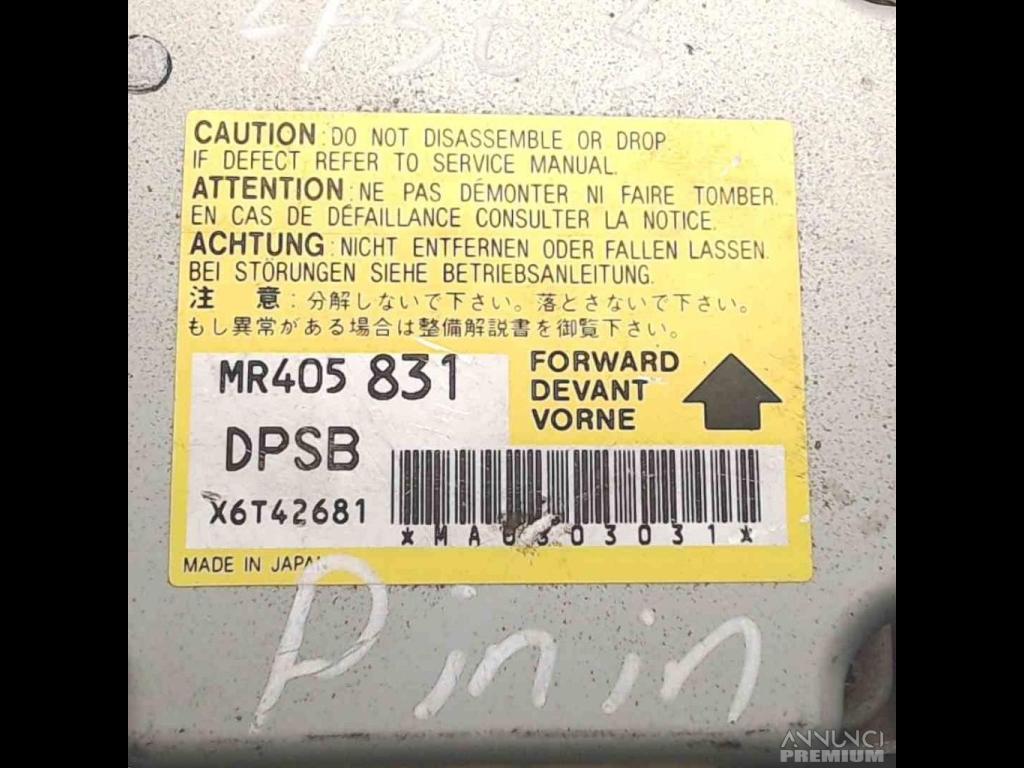 CAUTION : DO NOT DISASSEMBLE OR DROP.
IF DEFECT REFER TO SERVICE MANUAL.
ATTENTION : NE PAS DÉMONTER NI FAIRE TOMBER.
EN CAS DE DÉFAILLANCE CONSULTER LA NOTICE.
ACHTUNG : NICHT ENTFERNEN ODER FALLEN LASSEN.
BEI STÖRUNGEN SIEHE BETRIEBSANLEITUNG.
注 意 : 分解しないで下さい。落とさないで下さい。
もし異常がある場合は整備解説書を御覧下さい。
MR405 831
DPSB
X6T42681
FORWARD
DEVANT
VORNE
MADE IN JAPAN
Pinin
ANNUNCI
PREMIUM